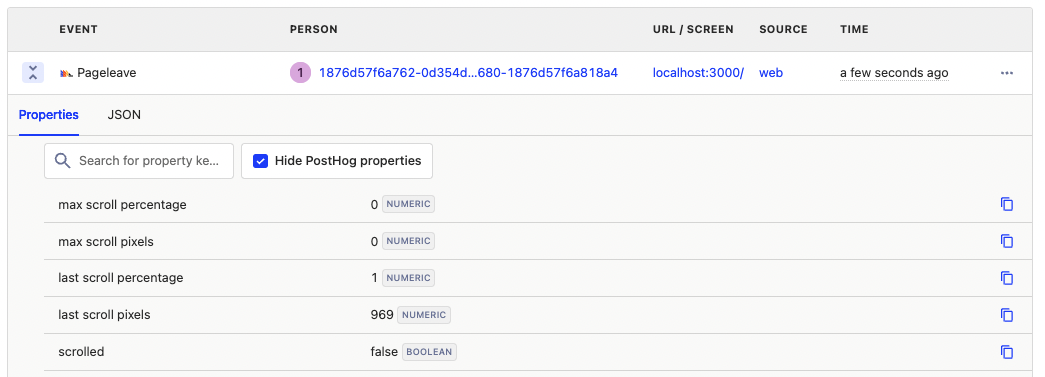 EVENT PERSON URL / SCREEN SOURCE TIME
Pageleave 1 1876d57f6a762-0d354d...680-1876d57f6a818a4 localhost:3000/ web a few seconds ago
Properties JSON
Search for property ke... Hide PostHog properties
max scroll percentage 0 NUMERIC
max scroll pixels 0 NUMERIC
last scroll percentage 1 NUMERIC
last scroll pixels 969 NUMERIC
scrolled false BOOLEAN